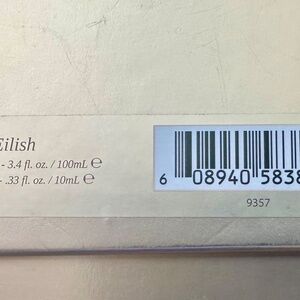 Eilish
- 3.4 fl. oz. / 100mL ℮
- .33 fl. oz. / 10mL ℮
6 08940 5838
9357